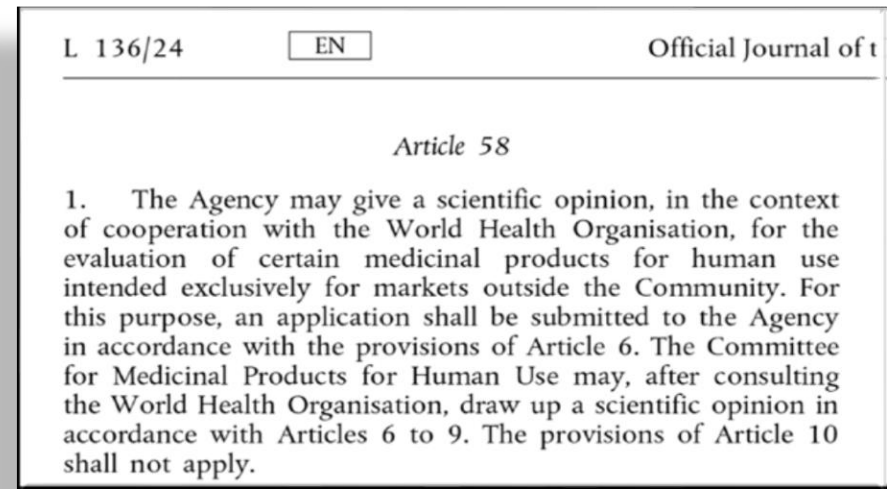 L 136/24 EN Official Journal of t
Article 58
1. The Agency may give a scientific opinion, in the context
of cooperation with the World Health Organisation, for the
evaluation of certain medicinal products for human use
intended exclusively for markets outside the Community. For
this purpose, an application shall be submitted to the Agency
in accordance with the provisions of Article 6. The Committee
for Medicinal Products for Human Use may, after consulting
the World Health Organisation, draw up a scientific opinion in
accordance with Articles 6 to 9. The provisions of Article 10
shall not apply.